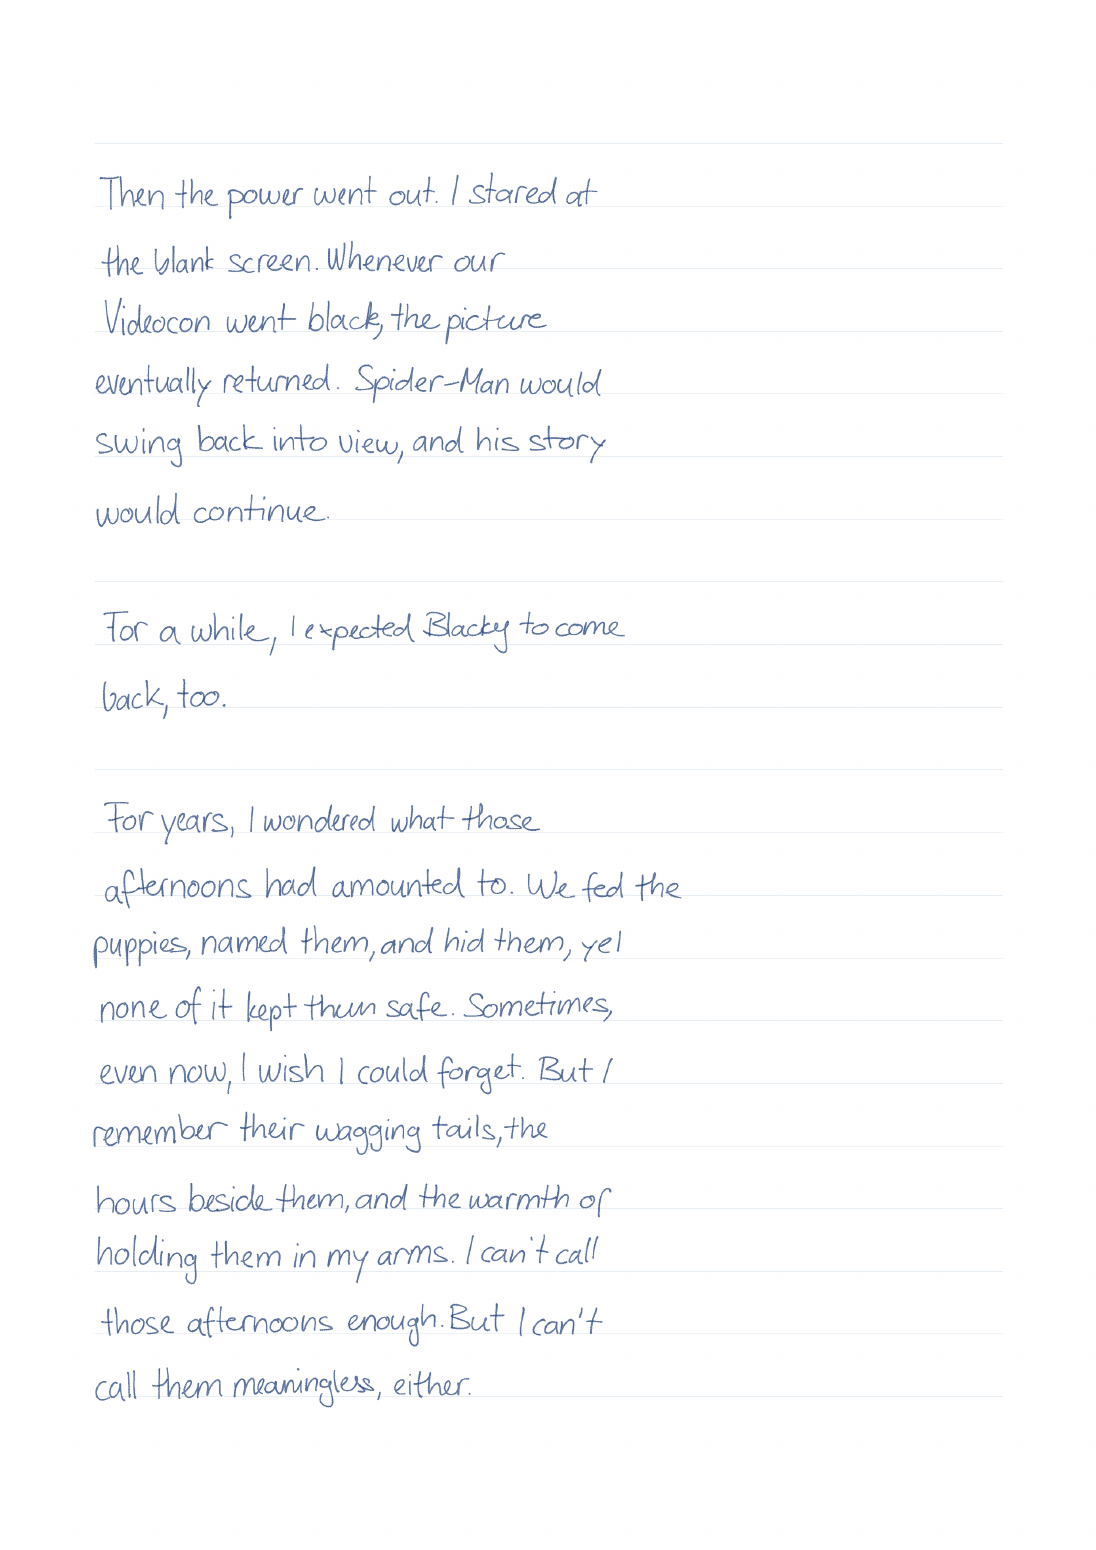 Then the power went out. I stared at
the blank screen. Whenever our
Videocon went black, the picture
eventually returned. Spider-Man would
swing back into view, and his story
would continue.
For a while, I expected Blacky to come
back, too.
For years, I wondered what those
afternoons had amounted to. We fed the
puppies, named them, and hid them, yet
none of it kept them safe. Sometimes,
even now, I wish I could forget. But I
remember their wagging tails, the
hours beside them, and the warmth of
holding them in my arms. I can't call
those afternoons enough. But I can't
call them meaningless, either.